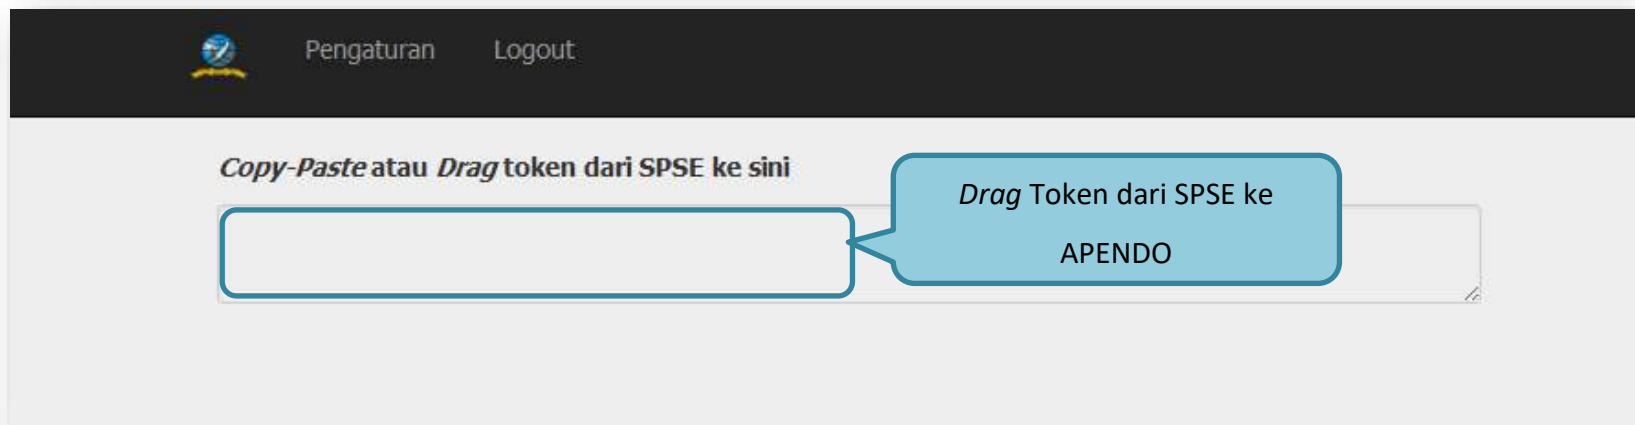 Pengaturan Logout
Copy-Paste atau Drag token dari SPSE ke sini
Drag Token dari SPSE ke
APENDO